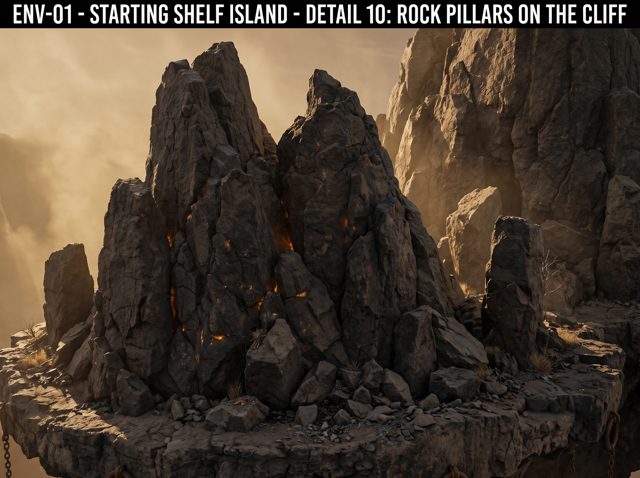 ENV-01 - STARTING SHELF ISLAND - DETAIL 10: ROCK PILLARS ON THE CLIFF